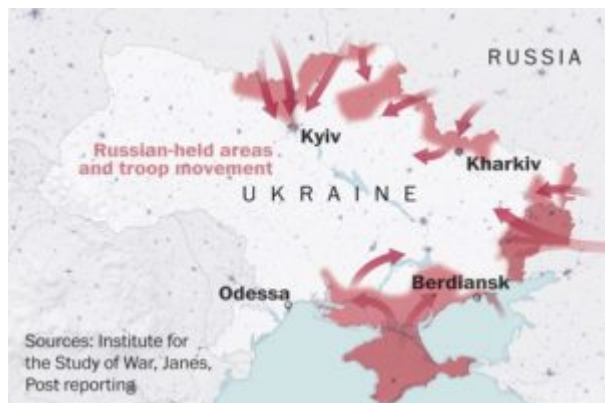 RUSSIA
Kyiv
Russian-held areas
and troop movement
Kharkiv
UKRAINE
Berdiansk
Odessa
Sources: Institute for
the Study of War, Janes,
Post reporting